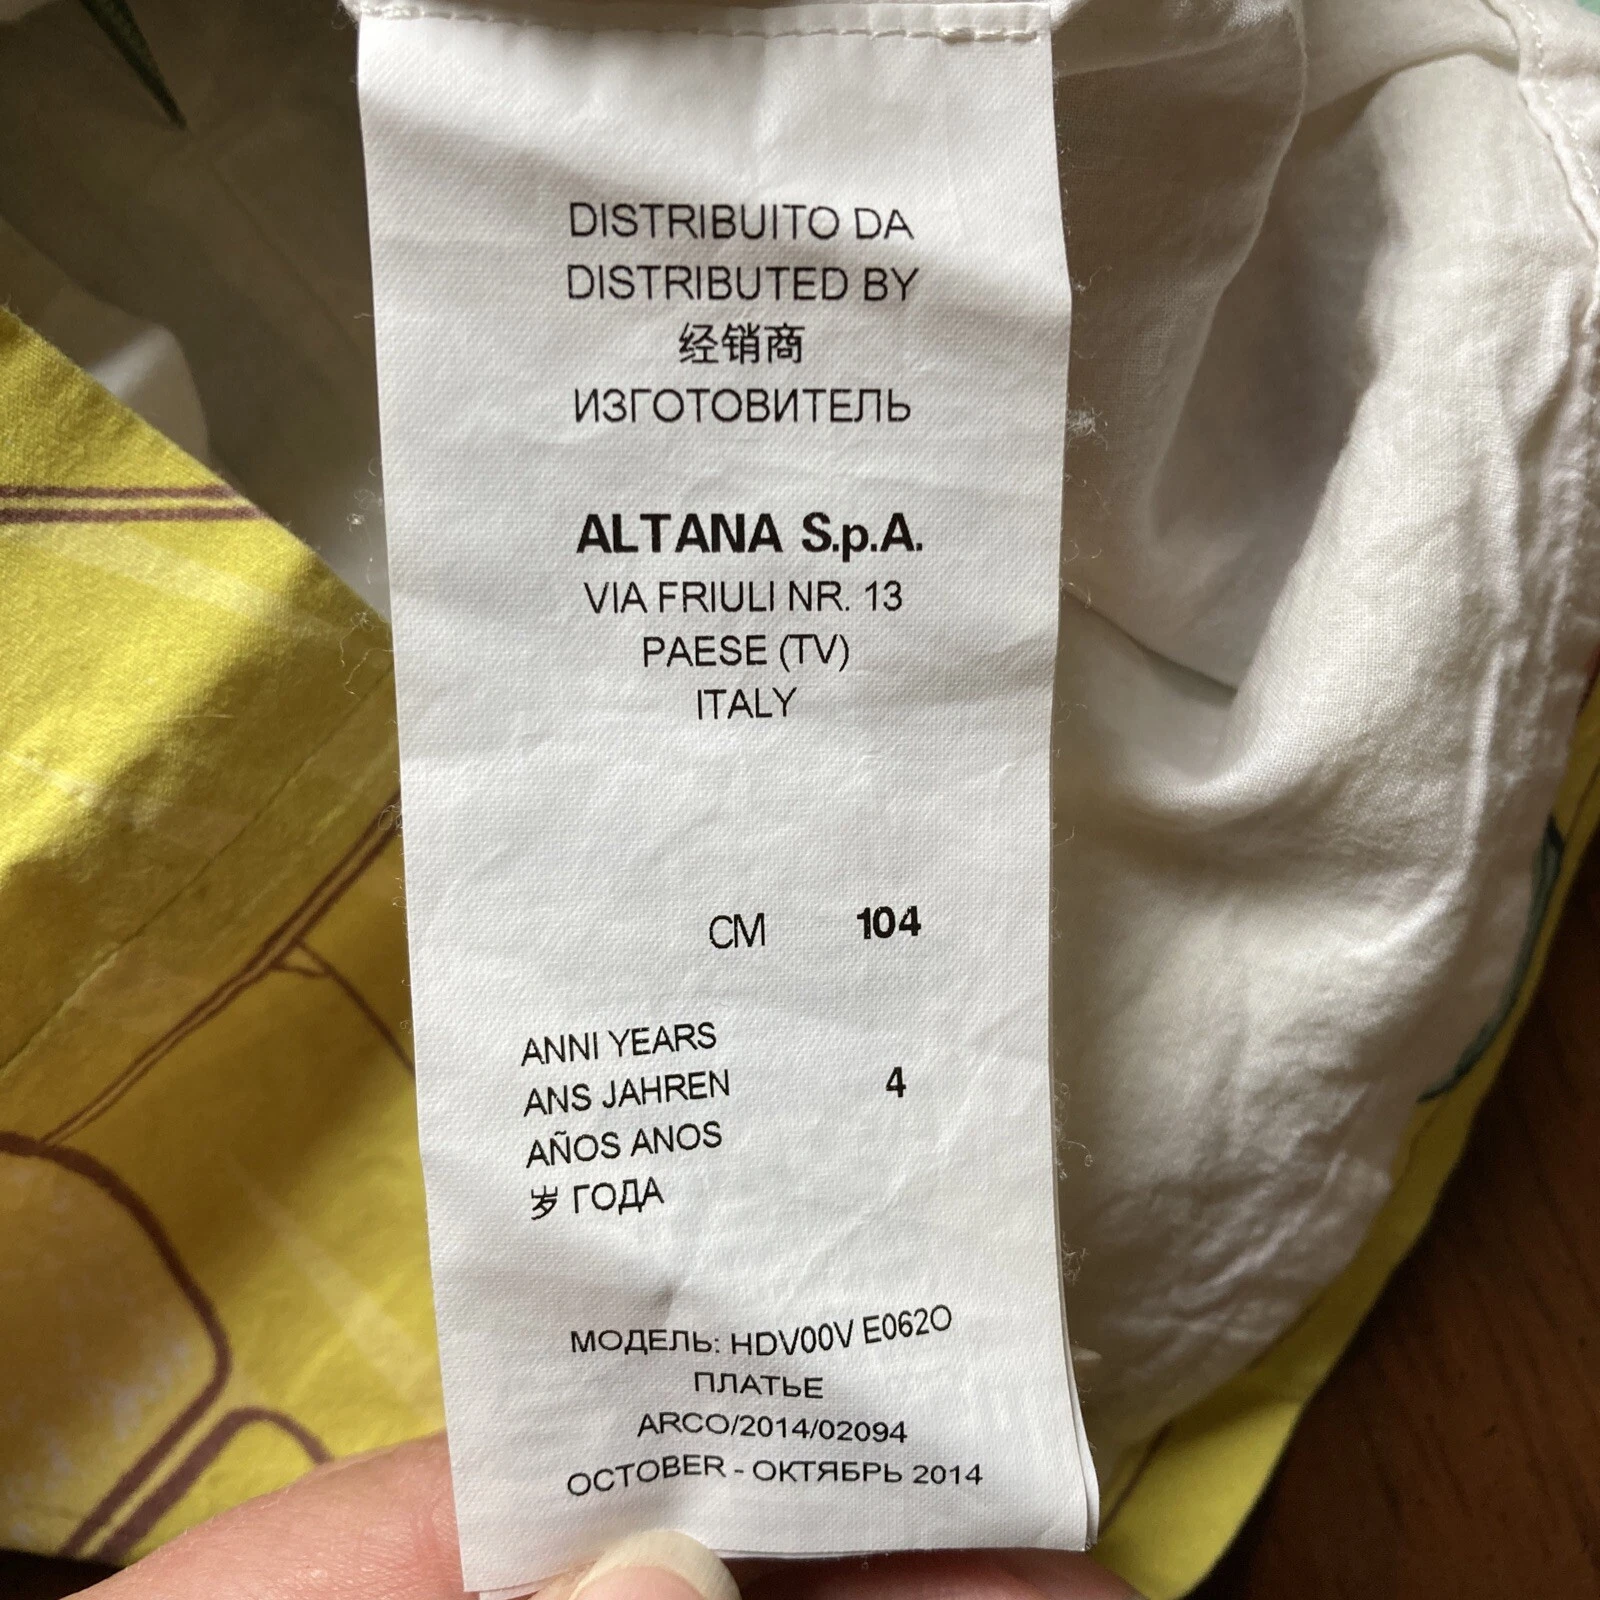 DISTRIBUITO DA
DISTRIBUTED BY
经销商
ИЗГОТОВИТЕЛЬ
ALTANA S.p.A.
VIA FRIULI NR. 13
PAESE (TV)
ITALY
CM 104
ANNI YEARS
ANS JAHREN 4
AÑOS ANOS
岁 ГОДА
МОДЕЛЬ: HDV00V E062O
ПЛАТЬЕ
ARCO/2014/02094
OCTOBER - ОКТЯБРЬ 2014